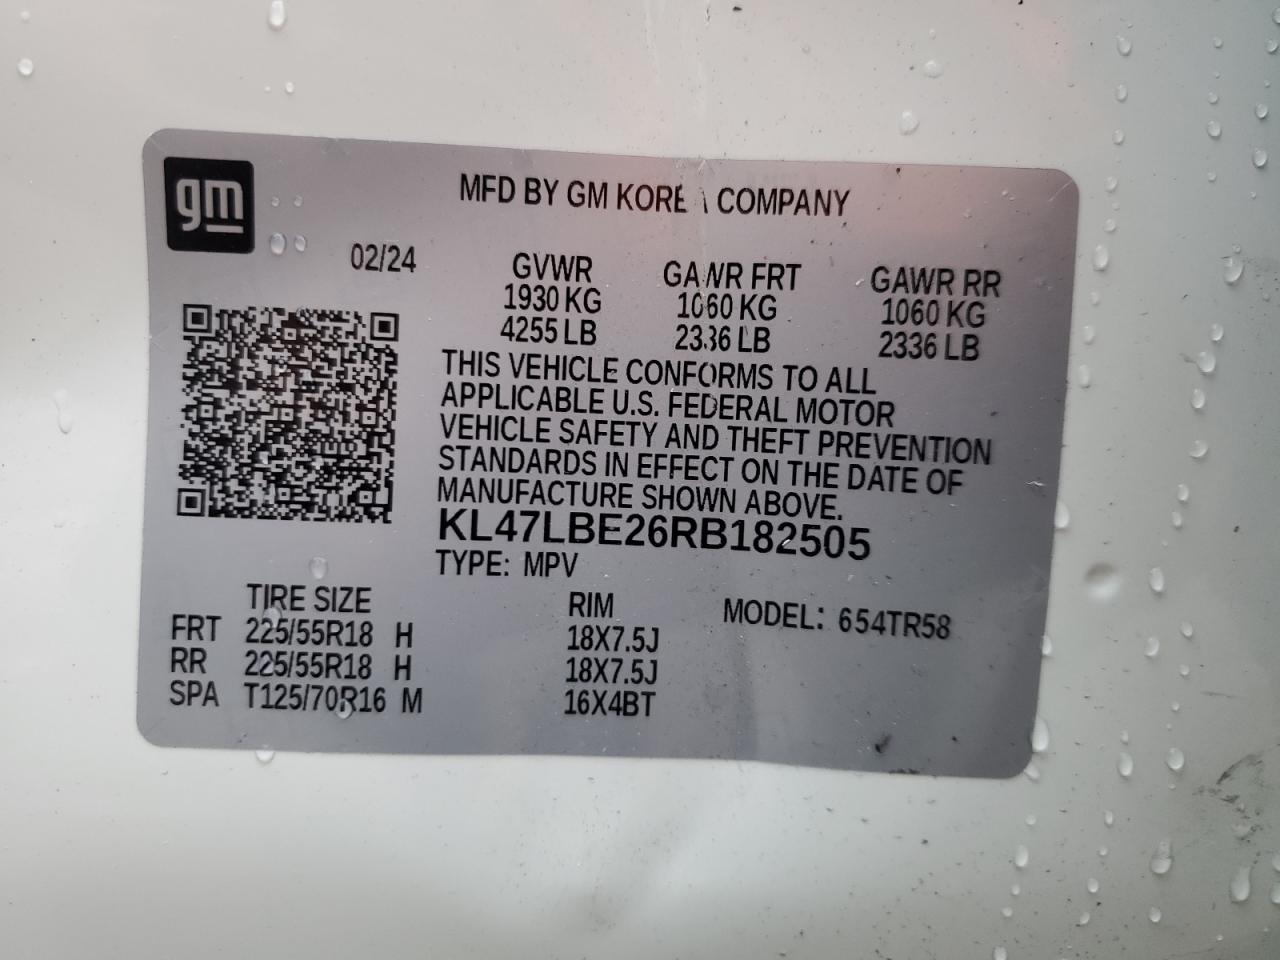 gm
MFD BY GM KOREA COMPANY
02/24
GVWR GAWR FRT GAWR RR
1930 KG 1060 KG 1060 KG
4255 LB 2336 LB 2336 LB
THIS VEHICLE CONFORMS TO ALL
APPLICABLE U.S. FEDERAL MOTOR
VEHICLE SAFETY AND THEFT PREVENTION
STANDARDS IN EFFECT ON THE DATE OF
MANUFACTURE SHOWN ABOVE.
KL47LBE26RB182505
TYPE: MPV
TIRE SIZE RIM MODEL: 654TR58
FRT 225/55R18 H 18X7.5J
RR 225/55R18 H 18X7.5J
SPA T125/70R16 M 16X4BT